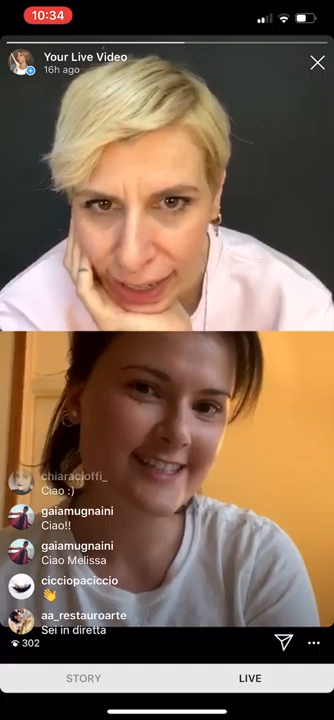 10:34
Your Live Video
16h ago
chiaracioffi_
Ciao :)
gaiamugnaini
Ciao!!
gaiamugnaini
Ciao Melissa
cicciopaciccio
👋
aa_restauroarte
Sei in diretta
302
STORY
LIVE